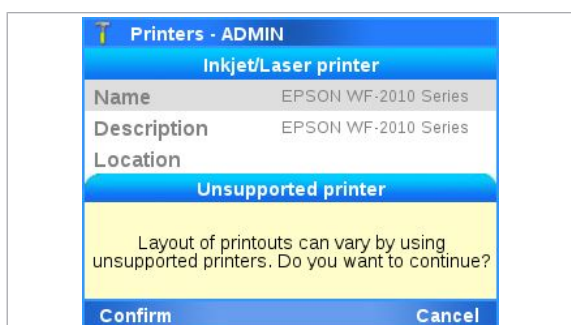 Printers - ADMIN
Inkjet/Laser printer
Name EPSON WF-2010 Series
Description EPSON WF-2010 Series
Location
Unsupported printer
Layout of printouts can vary by using
unsupported printers. Do you want to continue?
Confirm Cancel